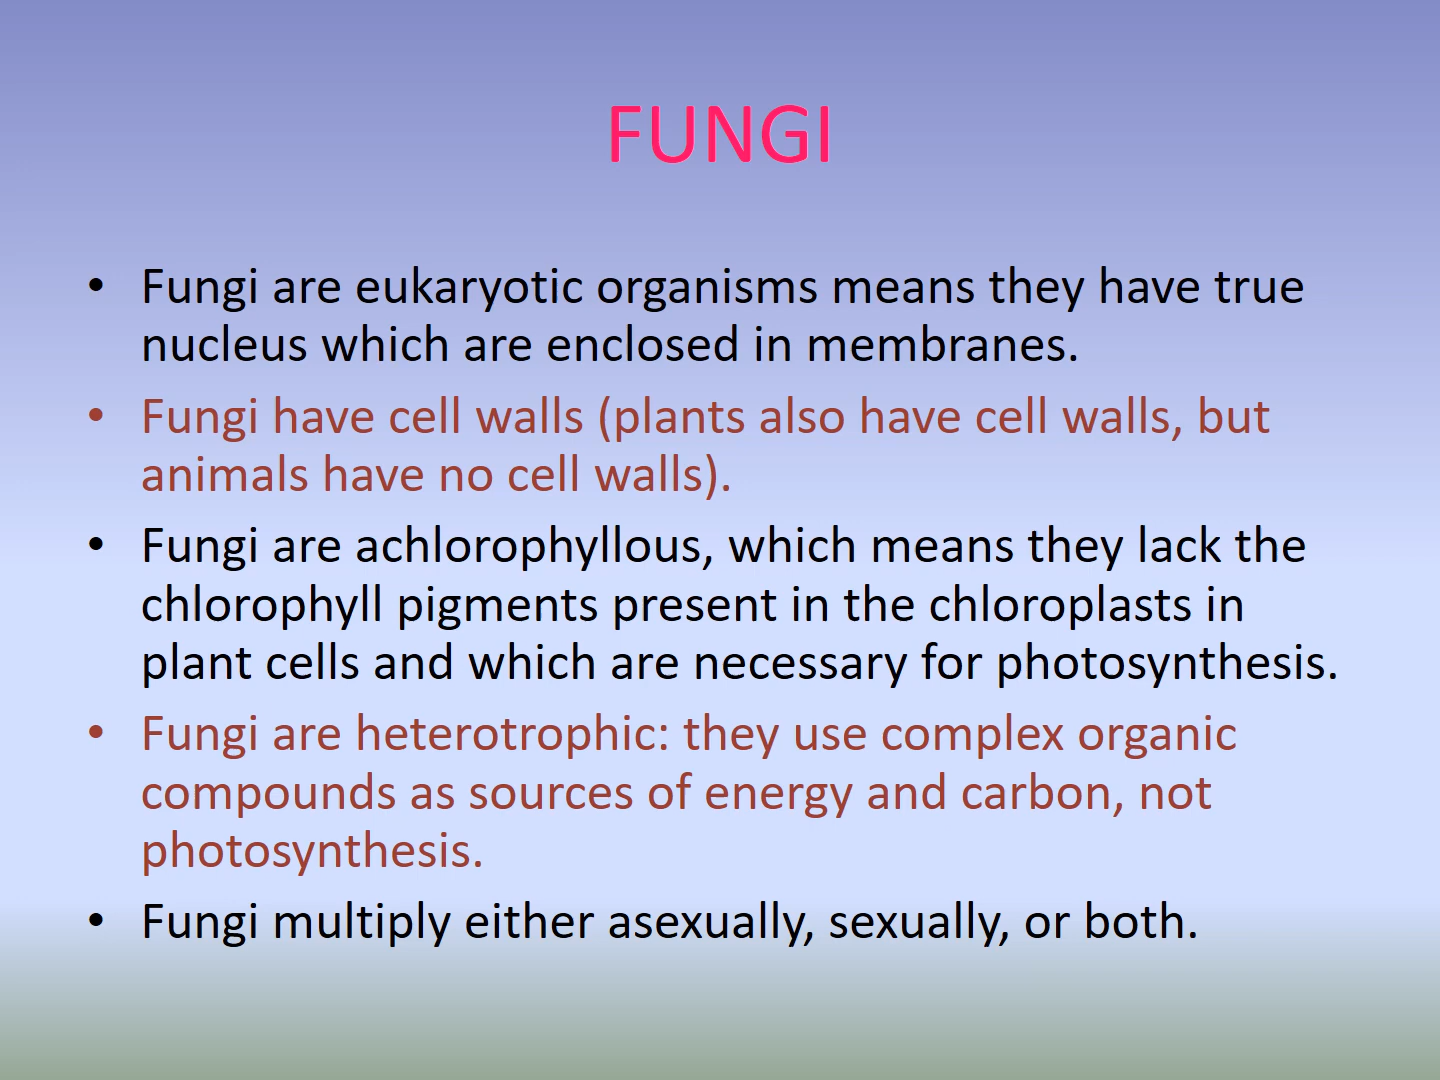 FUNGI
• Fungi are eukaryotic organisms means they have true
nucleus which are enclosed in membranes.
• Fungi have cell walls (plants also have cell walls, but
animals have no cell walls).
• Fungi are achlorophyllous, which means they lack the
chlorophyll pigments present in the chloroplasts in
plant cells and which are necessary for photosynthesis.
• Fungi are heterotrophic: they use complex organic
compounds as sources of energy and carbon, not
photosynthesis.
• Fungi multiply either asexually, sexually, or both.